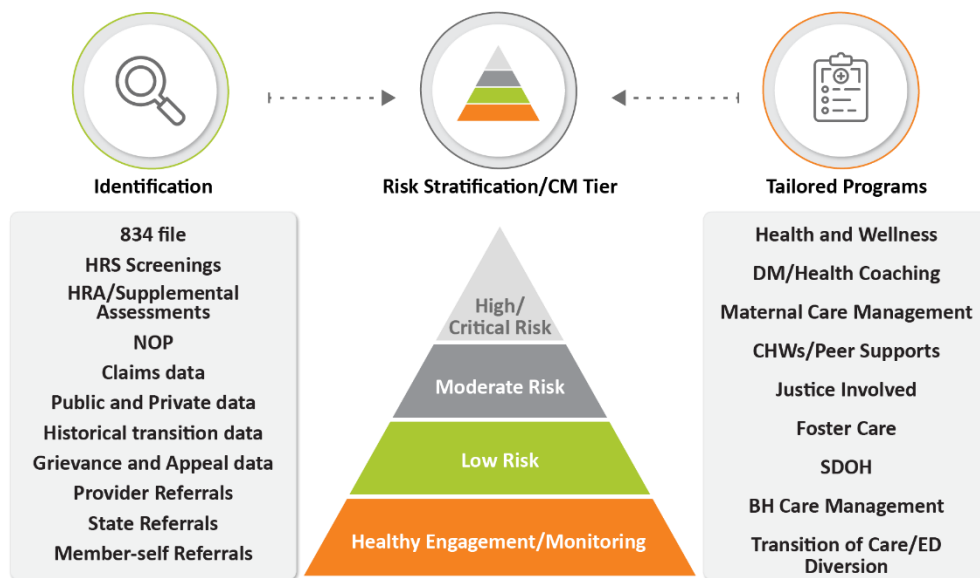 Identification
Risk Stratification/CM Tier
Tailored Programs
834 file
HRS Screenings
HRA/Supplemental
Assessments
NOP
Claims data
Public and Private data
Historical transition data
Grievance and Appeal data
Provider Referrals
State Referrals
Member-self Referrals
High/
Critical Risk
Moderate Risk
Low Risk
Healthy Engagement/Monitoring
Health and Wellness
DM/Health Coaching
Maternal Care Management
CHWs/Peer Supports
Justice Involved
Foster Care
SDOH
BH Care Management
Transition of Care/ED
Diversion